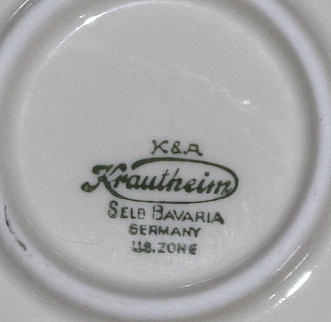 K&A
Krautheim
SELB BAVARIA
GERMANY
U.S. ZONE